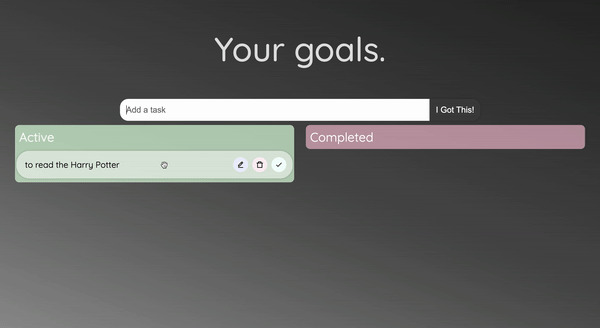 Your goals.
Add a task
I Got This!
Active
Completed
to read the Harry Potter